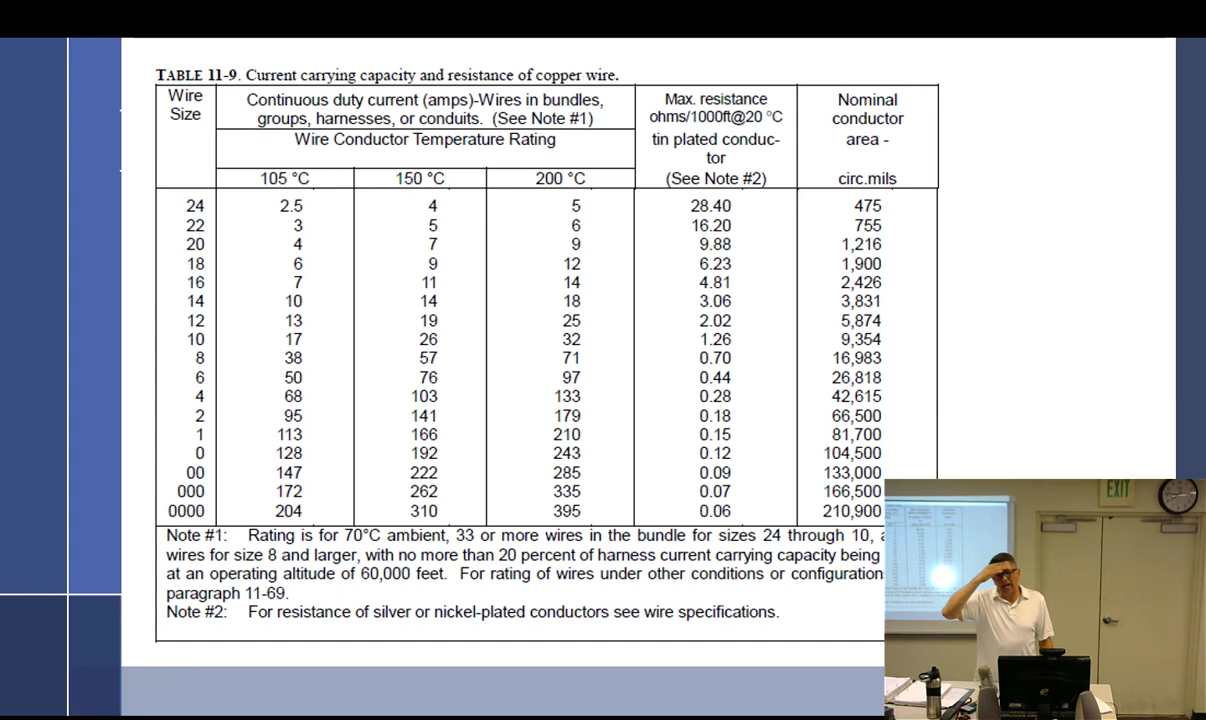 TABLE 11-9. Current carrying capacity and resistance of copper wire.
Wire Size
Continuous duty current (amps)-Wires in bundles,
groups, harnesses, or conduits. (See Note #1)
Wire Conductor Temperature Rating
Max. resistance
ohms/1000ft@20 °C
tin plated conduc-
tor
(See Note #2)
Nominal
conductor
area -
circ.mils
105 °C 150 °C 200 °C
24 2.5 4 5 28.40 475
22 3 5 6 16.20 755
20 4 7 9 9.88 1,216
18 6 9 12 6.23 1,900
16 7 11 14 4.81 2,426
14 10 14 18 3.06 3,831
12 13 19 25 2.02 5,874
10 17 26 32 1.26 9,354
8 38 57 71 0.70 16,983
6 50 76 97 0.44 26,818
4 68 103 133 0.28 42,615
2 95 141 179 0.18 66,500
1 113 166 210 0.15 81,700
0 128 192 243 0.12 104,500
00 147 222 285 0.09 133,000
000 172 262 335 0.07 166,500
0000 204 310 395 0.06 210,900
Note #1: Rating is for 70°C ambient, 33 or more wires in the bundle for sizes 24 through 10,
wires for size 8 and larger, with no more than 20 percent of harness current carrying capacity being
at an operating altitude of 60,000 feet. For rating of wires under other conditions or configuration
paragraph 11-69.
Note #2: For resistance of silver or nickel-plated conductors see wire specifications.
EXIT